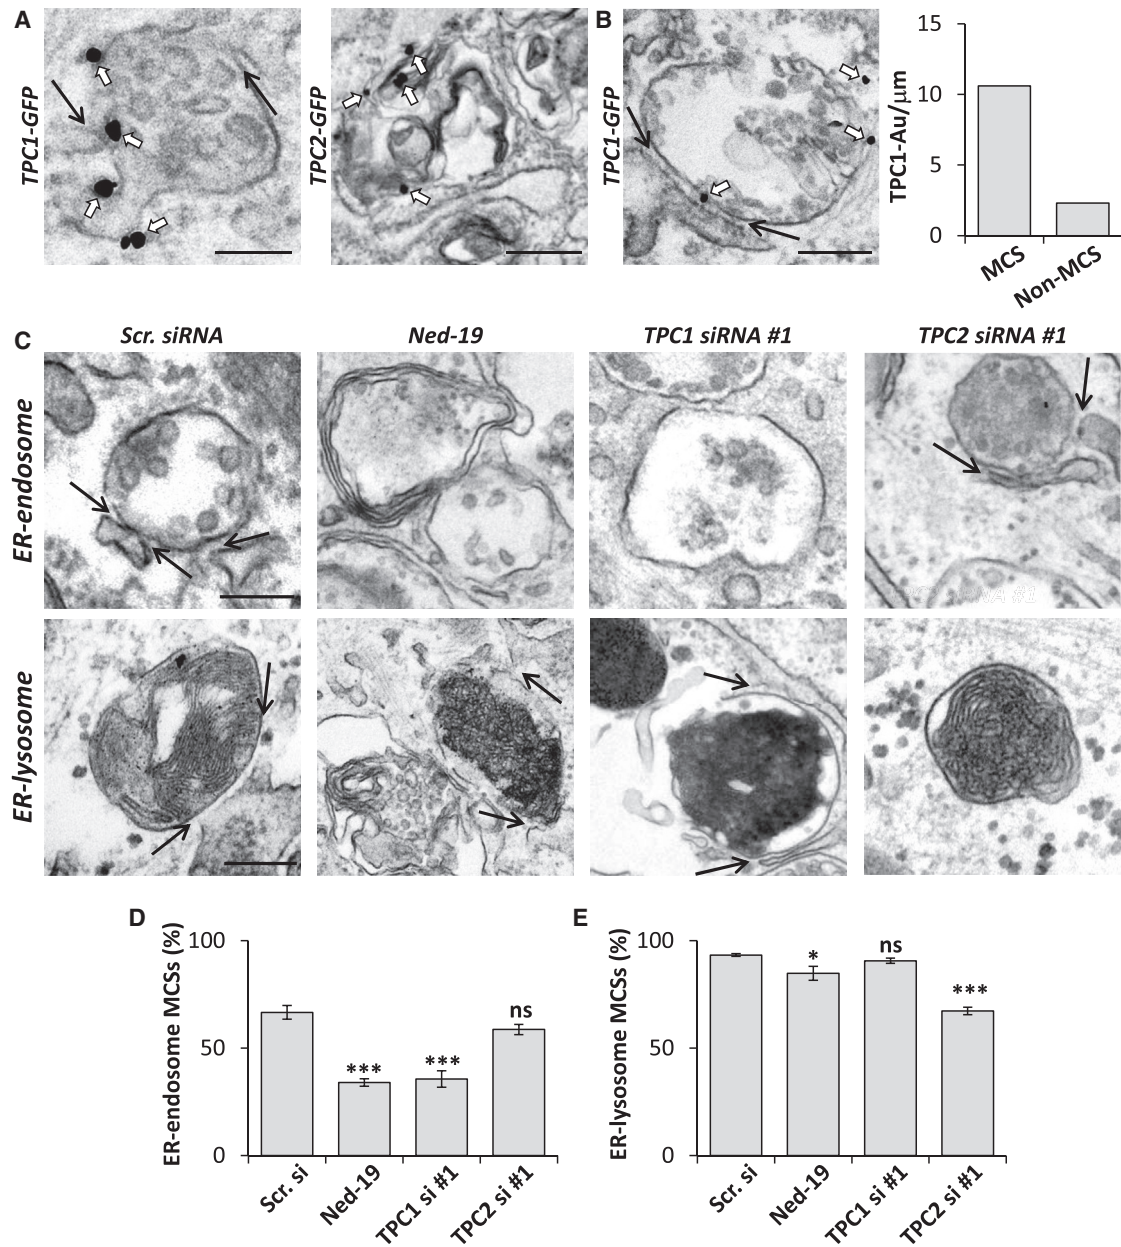 A
TPC1-GFP
TPC2-GFP
B
TPC1-GFP
TPC1-Au/µm
15
10
5
0
MCS
Non-MCS
C
Scr. siRNA
Ned-19
TPC1 siRNA #1
TPC2 siRNA #1
ER-endosome
ER-lysosome
D
ER-endosome MCSs (%)
100
50
0
***
***
ns
Scr. si
Ned-19
TPC1 si #1
TPC2 si #1
E
ER-lysosome MCSs (%)
100
50
0
*
ns
***
Scr. si
Ned-19
TPC1 si #1
TPC2 si #1